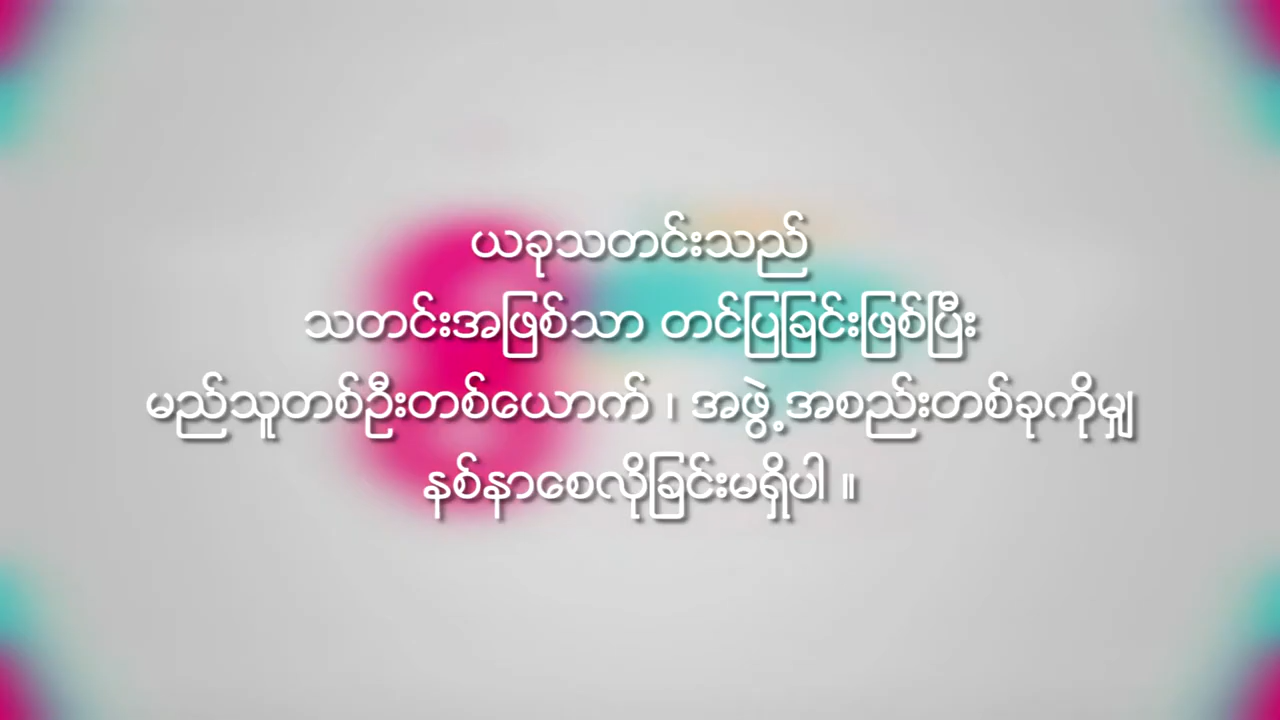 ယခုသတင်းသည်
သတင်းအဖြစ်သာ တင်ပြခြင်းဖြစ်ပြီး
မည်သူတစ်ဦးတစ်ယောက် ၊ အဖွဲ့အစည်းတစ်ခုကိုမျှ
နစ်နာစေလိုခြင်းမရှိပါ ။